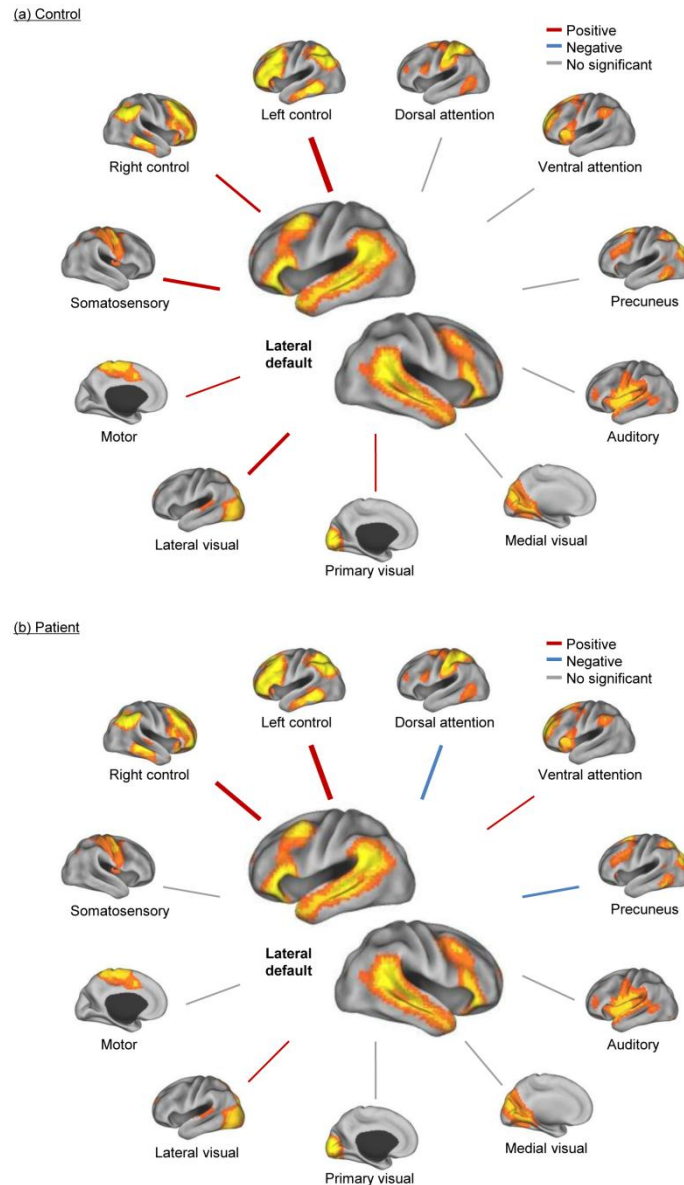 (a) Control
Positive
Negative
No significant
Left control
Dorsal attention
Right control
Ventral attention
Somatosensory
Precuneus
Lateral
default
Motor
Auditory
Lateral visual
Primary visual
Medial visual
(b) Patient
Positive
Negative
No significant
Left control
Dorsal attention
Right control
Ventral attention
Somatosensory
Precuneus
Lateral
default
Motor
Auditory
Lateral visual
Primary visual
Medial visual